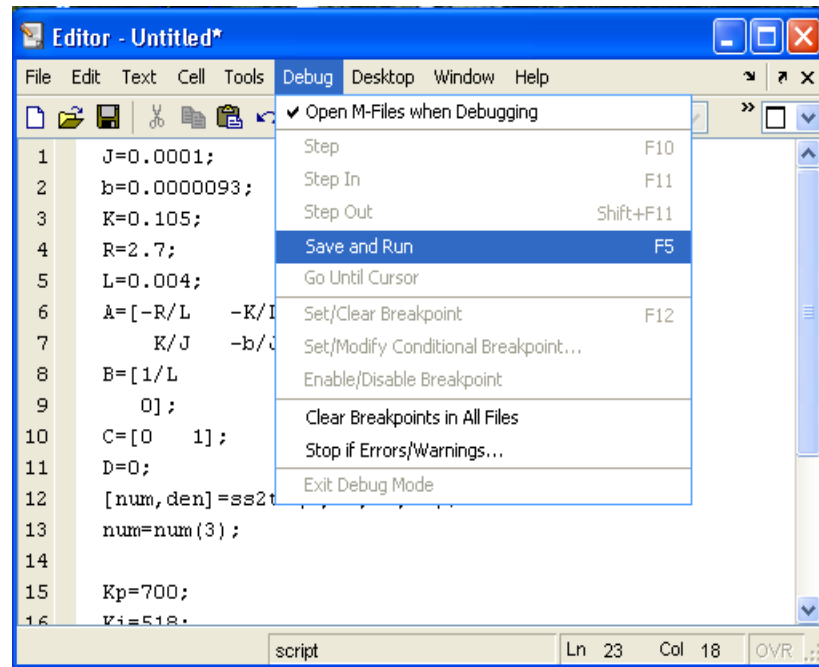 Editor - Untitled*
File Edit Text Cell Tools Debug Desktop Window Help
✔ Open M-Files when Debugging
Step F10
Step In F11
Step Out Shift+F11
Save and Run F5
Go Until Cursor
Set/Clear Breakpoint F12
Set/Modify Conditional Breakpoint...
Enable/Disable Breakpoint
Clear Breakpoints in All Files
Stop if Errors/Warnings...
Exit Debug Mode
1 J=0.0001;
2 b=0.0000093;
3 K=0.105;
4 R=2.7;
5 L=0.004;
6 A=[-R/L -K/
7 K/J -b/
8 B=[1/L
9 0];
10 C=[0 1];
11 D=0;
12 [num,den]=ss2t
13 num=num(3);
14
15 Kp=700;
16 Ki=518;
script Ln 23 Col 18 OVR